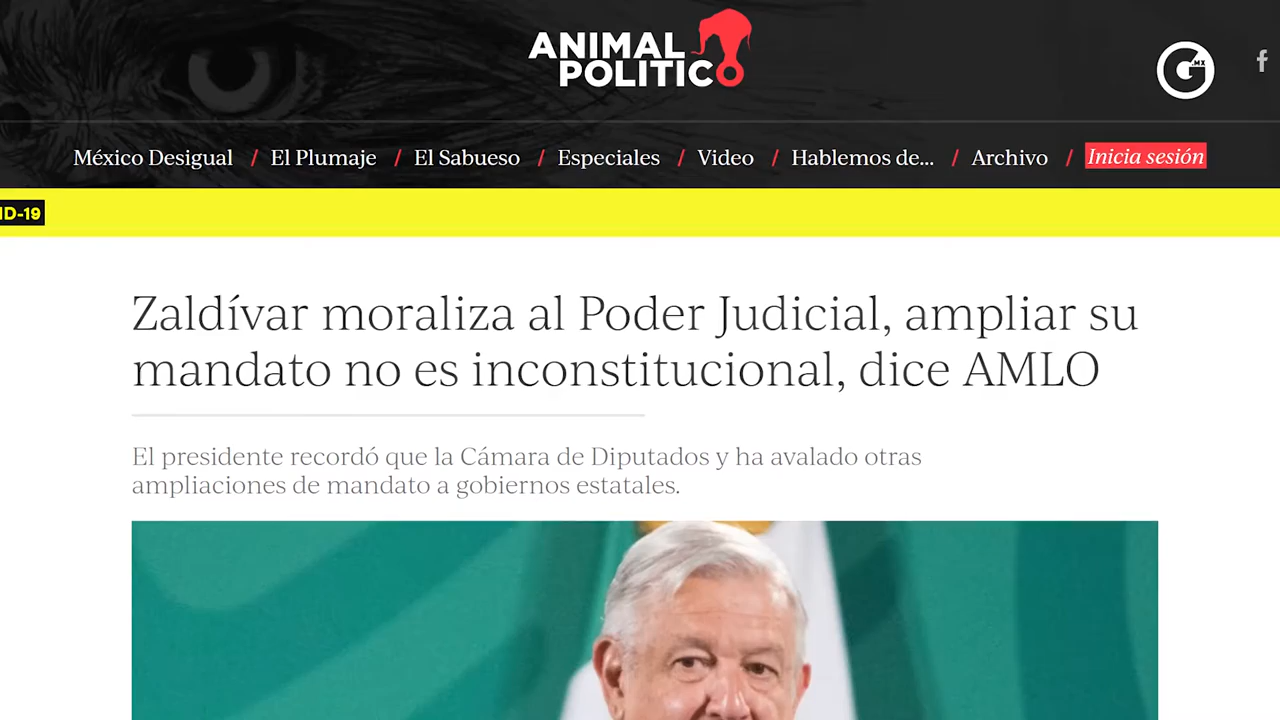 ANIMAL
POLITICO
G.MX
f
México Desigual / El Plumaje / El Sabueso / Especiales / Video / Hablemos de... / Archivo / Inicia sesión
ID-19
Zaldívar moraliza al Poder Judicial, ampliar su
mandato no es inconstitucional, dice AMLO
El presidente recordó que la Cámara de Diputados y ha avalado otras
ampliaciones de mandato a gobiernos estatales.